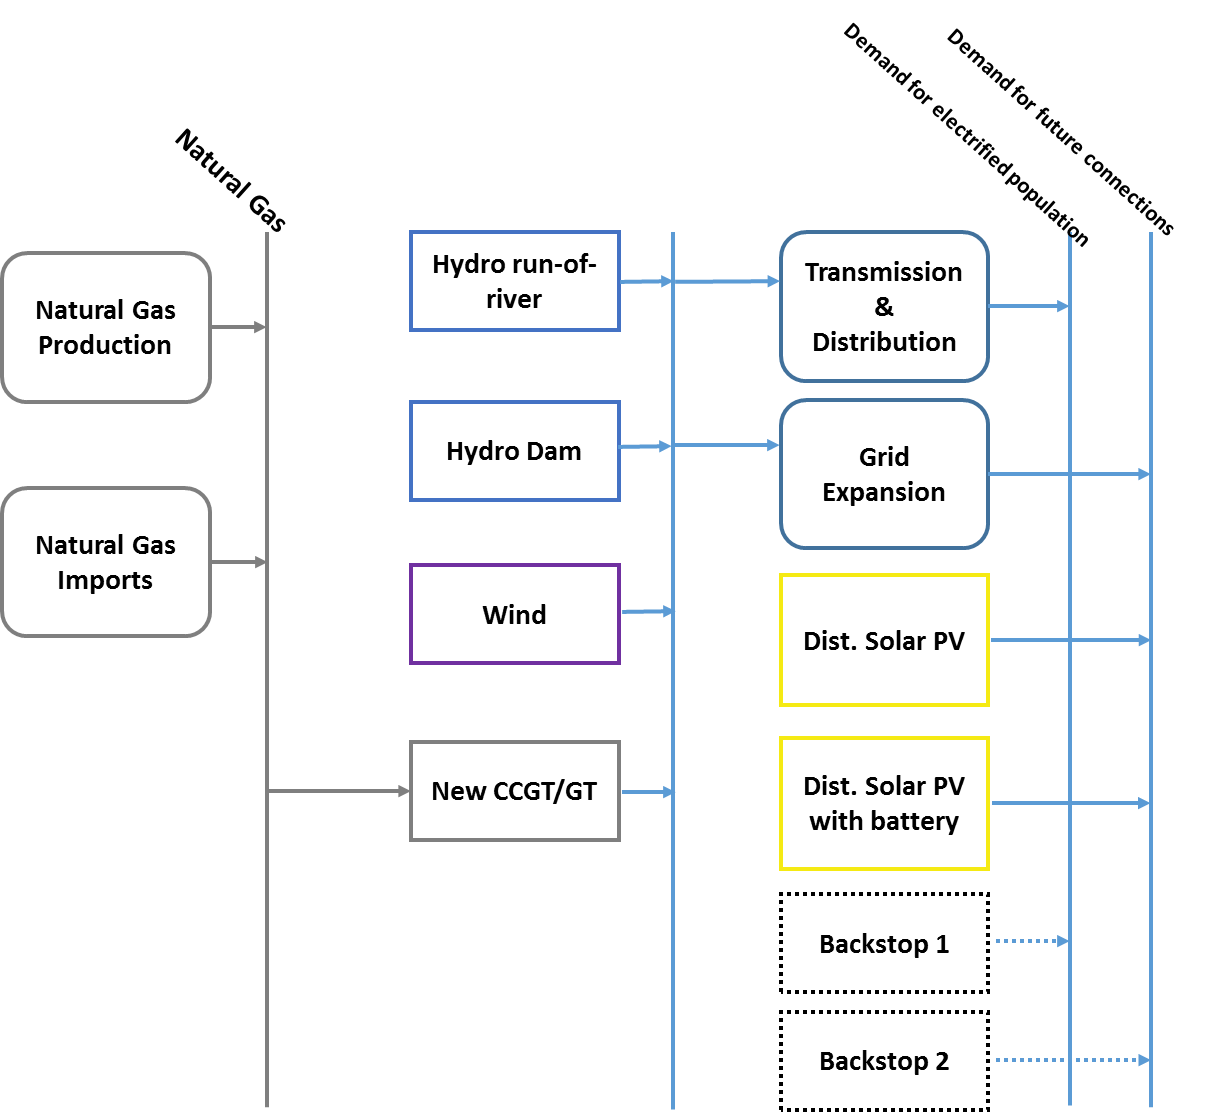 Demand for electrified population
Demand for future connections
Natural Gas
Natural Gas
Production
Natural Gas
Imports
Hydro run-of-
river
Hydro Dam
Wind
New CCGT/GT
Transmission
&
Distribution
Grid
Expansion
Dist. Solar PV
Dist. Solar PV
with battery
Backstop 1
Backstop 2